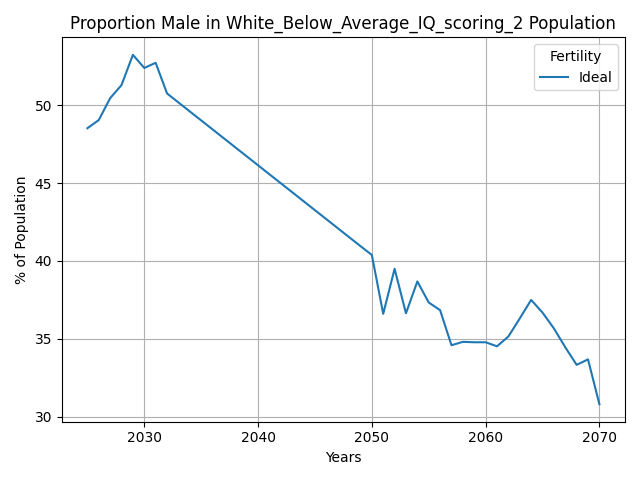 Proportion Male in White_Below_Average_IQ_scoring_2 Population
Fertility
Ideal
% of Population
50
45
40
35
30
2030
2040
2050
2060
2070
Years